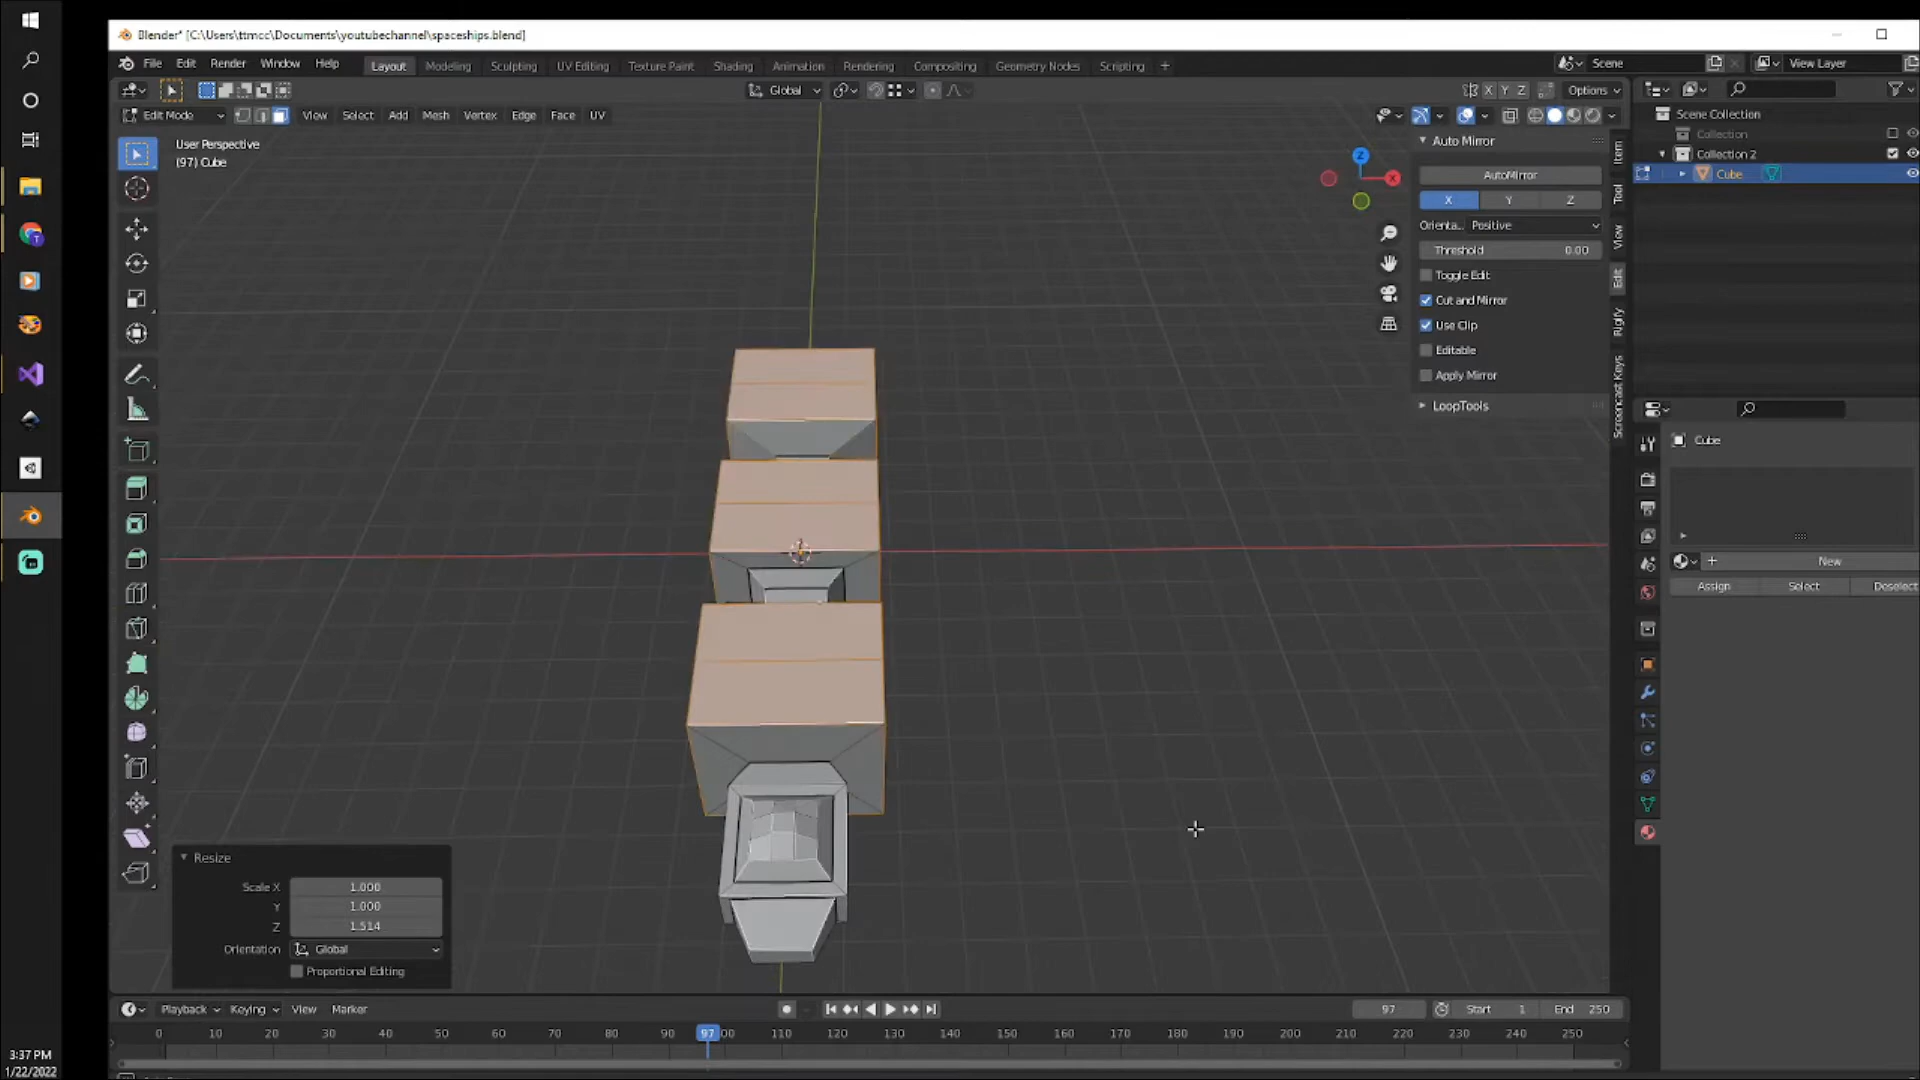 Blender* [C:\Users\ttmcc\Documents\youtubechannel\spaceships.blend]
File Edit Render Window Help Layout Modeling Sculpting UV Editing Texture Paint Shading Animation Rendering Compositing Geometry Nodes Scripting + Scene View Layer
Global X Y Z Options
Edit Mode View Select Add Mesh Vertex Edge Face UV
User Perspective
(97) Cube
Z
X
Auto Mirror
AutoMirror
X Y Z
Orienta... Positive
Threshold 0.00
Toggle Edit
Cut and Mirror
Use Clip
Editable
Apply Mirror
LoopTools
Item
Tool
View
Edit
Rigify
Screencast Keys
Scene Collection
Collection
Collection 2
Cube
Cube
New
Assign Select Deselect
Resize
Scale X 1.000
Y 1.000
Z 1.514
Orientation Global
Proportional Editing
Playback Keying View Marker 97 Start 1 End 250
0 10 20 30 40 50 60 70 80 90 97 00 110 120 130 140 150 160 170 180 190 200 210 220 230 240 250
3:37 PM
1/22/2022